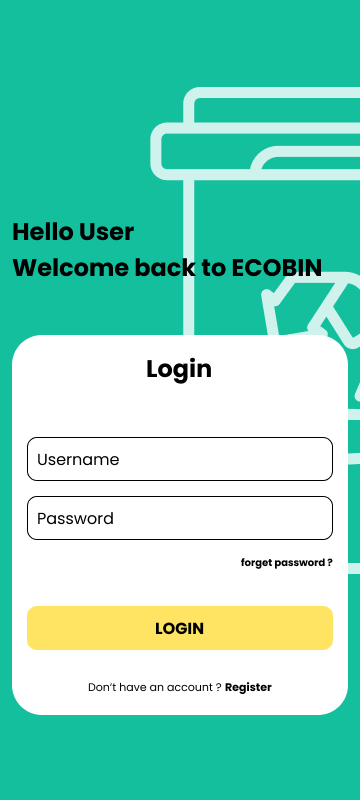 Hello User
Welcome back to ECOBIN
Login
Username
Password
forget password ?
LOGIN
Don’t have an account ? Register